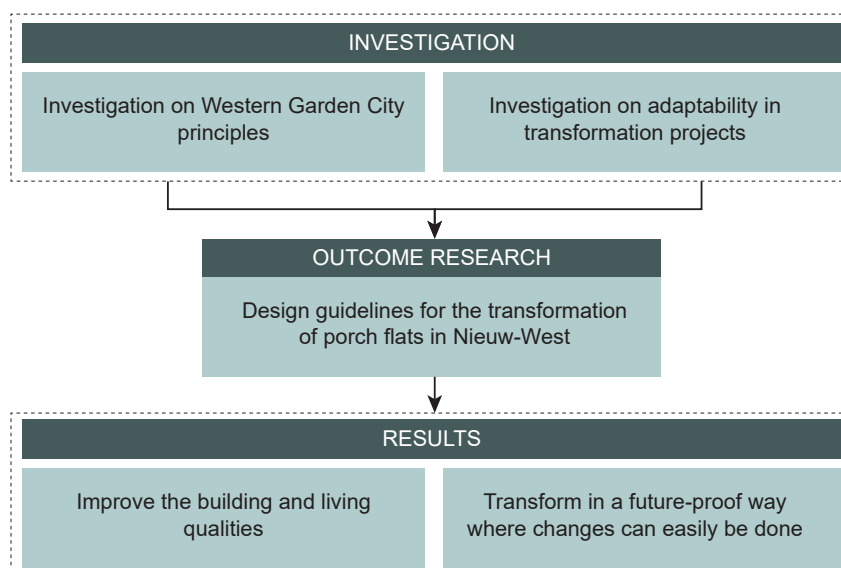 INVESTIGATION
Investigation on Western Garden City
principles
Investigation on adaptability in
transformation projects
OUTCOME RESEARCH
Design guidelines for the transformation
of porch flats in Nieuw-West
RESULTS
Improve the building and living
qualities
Transform in a future-proof way
where changes can easily be done